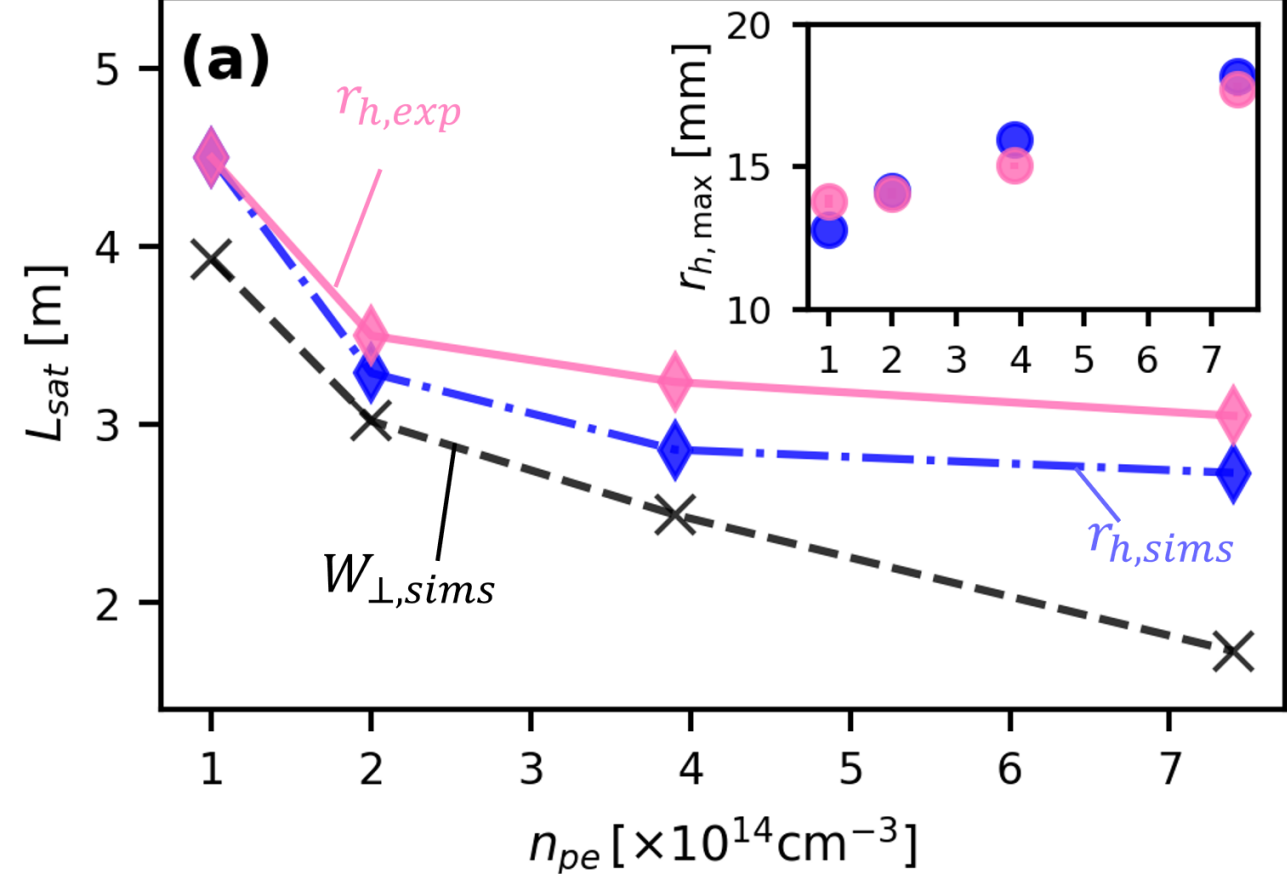 (a)
r_{h,exp}
r_{h,sims}
W_{⊥,sims}
L_{sat} [m]
5
4
3
2
1 2 3 4 5 6 7
n_{pe} [×10^{14}cm^{−3}]
r_{h,max} [mm]
20
15
10
1 2 3 4 5 6 7